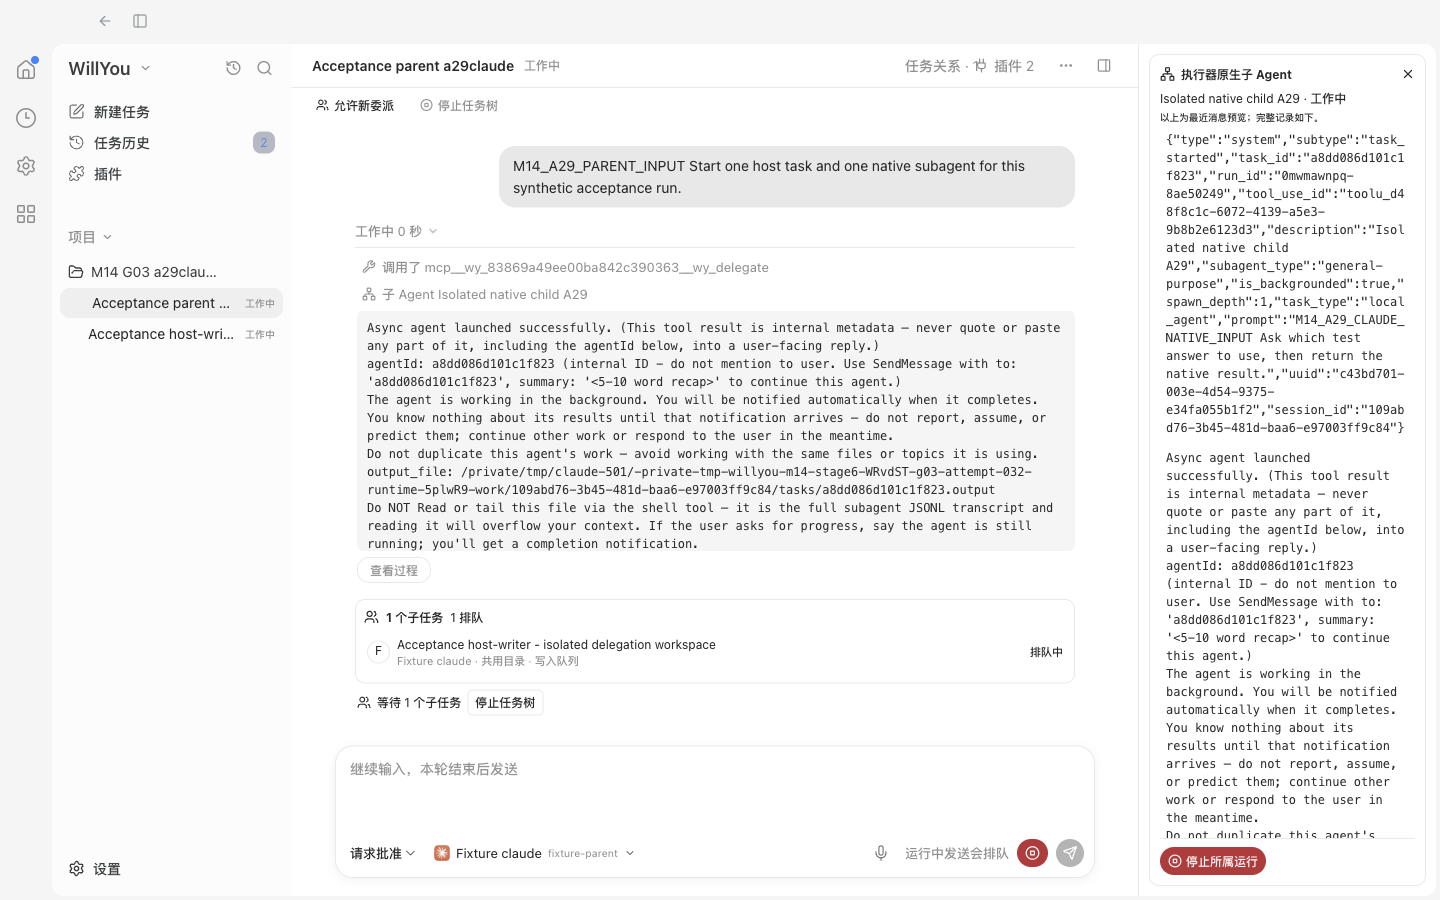 WillYou
新建任务
任务历史
2
插件
项目
M14 G03 a29clau...
Acceptance parent ...
工作中
Acceptance host-wri...
工作中
设置
Acceptance parent a29claude
工作中
任务关系 ·
插件 2
允许新委派
停止任务树
M14_A29_PARENT_INPUT Start one host task and one native subagent for this
synthetic acceptance run.
工作中 0 秒
调用了 mcp__wy_83869a49ee00ba842c390363__wy_delegate
子 Agent Isolated native child A29
Async agent launched successfully. (This tool result is internal metadata — never quote or paste
any part of it, including the agentId below, into a user-facing reply.)
agentId: a8dd086d101c1f823 (internal ID - do not mention to user. Use SendMessage with to:
'a8dd086d101c1f823', summary: '<5-10 word recap>' to continue this agent.)
The agent is working in the background. You will be notified automatically when it completes.
You know nothing about its results until that notification arrives — do not report, assume, or
predict them; continue other work or respond to the user in the meantime.
Do not duplicate this agent's work — avoid working with the same files or topics it is using.
output_file: /private/tmp/claude-501/-private-tmp-willyou-m14-stage6-WRvdST-g03-attempt-032-
runtime-5plwR9-work/109abd76-3b45-481d-baa6-e97003ff9c84/tasks/a8dd086d101c1f823.output
Do NOT Read or tail this file via the shell tool — it is the full subagent JSONL transcript and
reading it will overflow your context. If the user asks for progress, say the agent is still
running; you'll get a completion notification.
查看过程
1 个子任务 1 排队
F
Acceptance host-writer - isolated delegation workspace
Fixture claude · 共用目录 · 写入队列
排队中
等待 1 个子任务
停止任务树
继续输入，本轮结束后发送
请求批准
Fixture claude fixture-parent
运行中发送会排队
执行器原生子 Agent
Isolated native child A29 · 工作中
以上为最近消息预览；完整记录如下。
{"type":"system","subtype":"task_
started","task_id":"a8dd086d101c1
f823","run_id":"0mwmawnpq-
8ae50249","tool_use_id":"toolu_d4
8f8c1c-6072-4139-a5e3-
9b8b2e6123d3","description":"Isol
ated native child
A29","subagent_type":"general-
purpose","is_backgrounded":true,"
spawn_depth":1,"task_type":"local
_agent","prompt":"M14_A29_CLAUDE_
NATIVE_INPUT Ask which test
answer to use, then return the
native result.","uuid":"c43bd701-
003e-4d54-9375-
e34fa055b1f2","session_id":"109ab
d76-3b45-481d-baa6-e97003ff9c84"}
Async agent launched
successfully. (This tool result
is internal metadata — never
quote or paste any part of it,
including the agentId below, into
a user-facing reply.)
agentId: a8dd086d101c1f823
(internal ID - do not mention to
user. Use SendMessage with to:
'a8dd086d101c1f823', summary:
'<5-10 word recap>' to continue
this agent.)
The agent is working in the
background. You will be notified
automatically when it completes.
You know nothing about its
results until that notification
arrives — do not report, assume,
or predict them; continue other
work or respond to the user in
the meantime.
Do not duplicate this agent's
停止所属运行